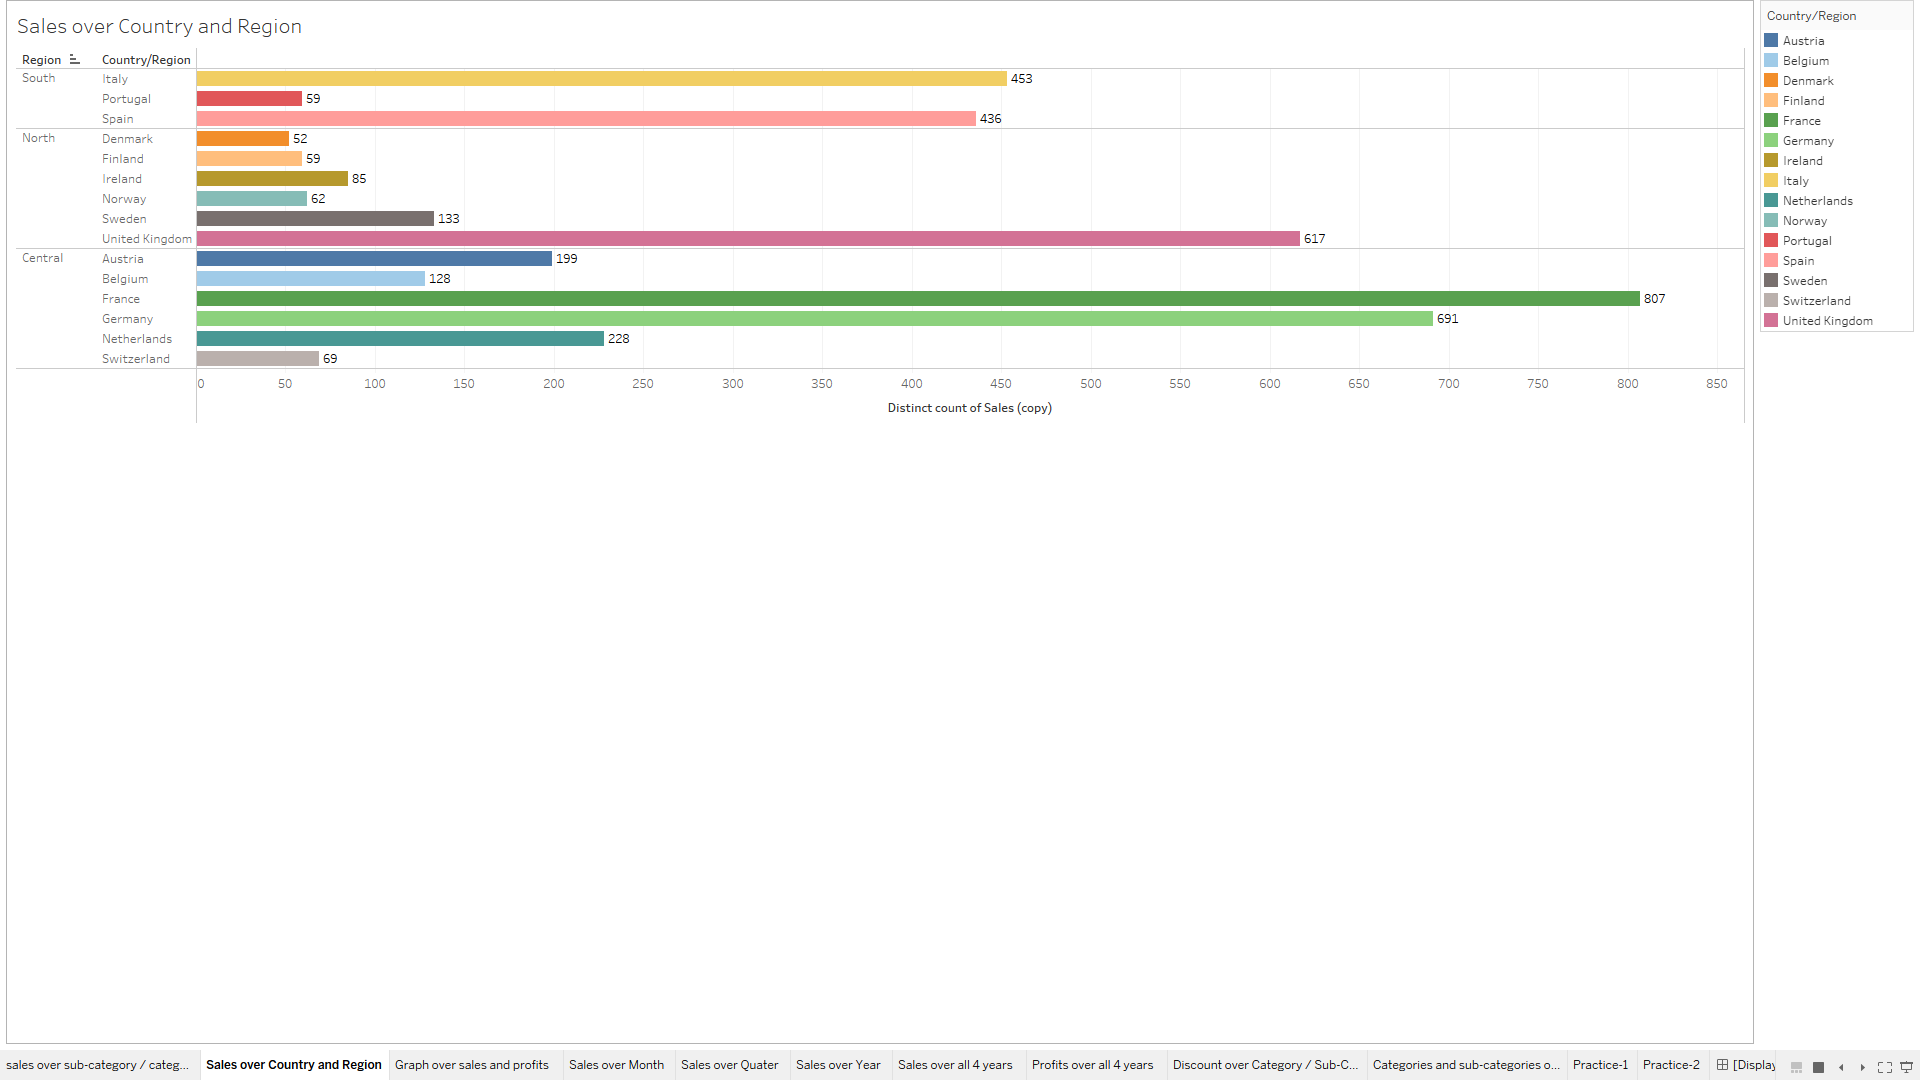 Sales over Country and Region
Region Country/Region
South Italy 453
Portugal 59
Spain 436
North Denmark 52
Finland 59
Ireland 85
Norway 62
Sweden 133
United Kingdom 617
Central Austria 199
Belgium 128
France 807
Germany 691
Netherlands 228
Switzerland 69
0 50 100 150 200 250 300 350 400 450 500 550 600 650 700 750 800 850
Distinct count of Sales (copy)
Country/Region
Austria
Belgium
Denmark
Finland
France
Germany
Ireland
Italy
Netherlands
Norway
Portugal
Spain
Sweden
Switzerland
United Kingdom
sales over sub-category / categ... Sales over Country and Region Graph over sales and profits Sales over Month Sales over Quater Sales over Year Sales over all 4 years Profits over all 4 years Discount over Category / Sub-C... Categories and sub-categories o... Practice-1 Practice-2 [Display